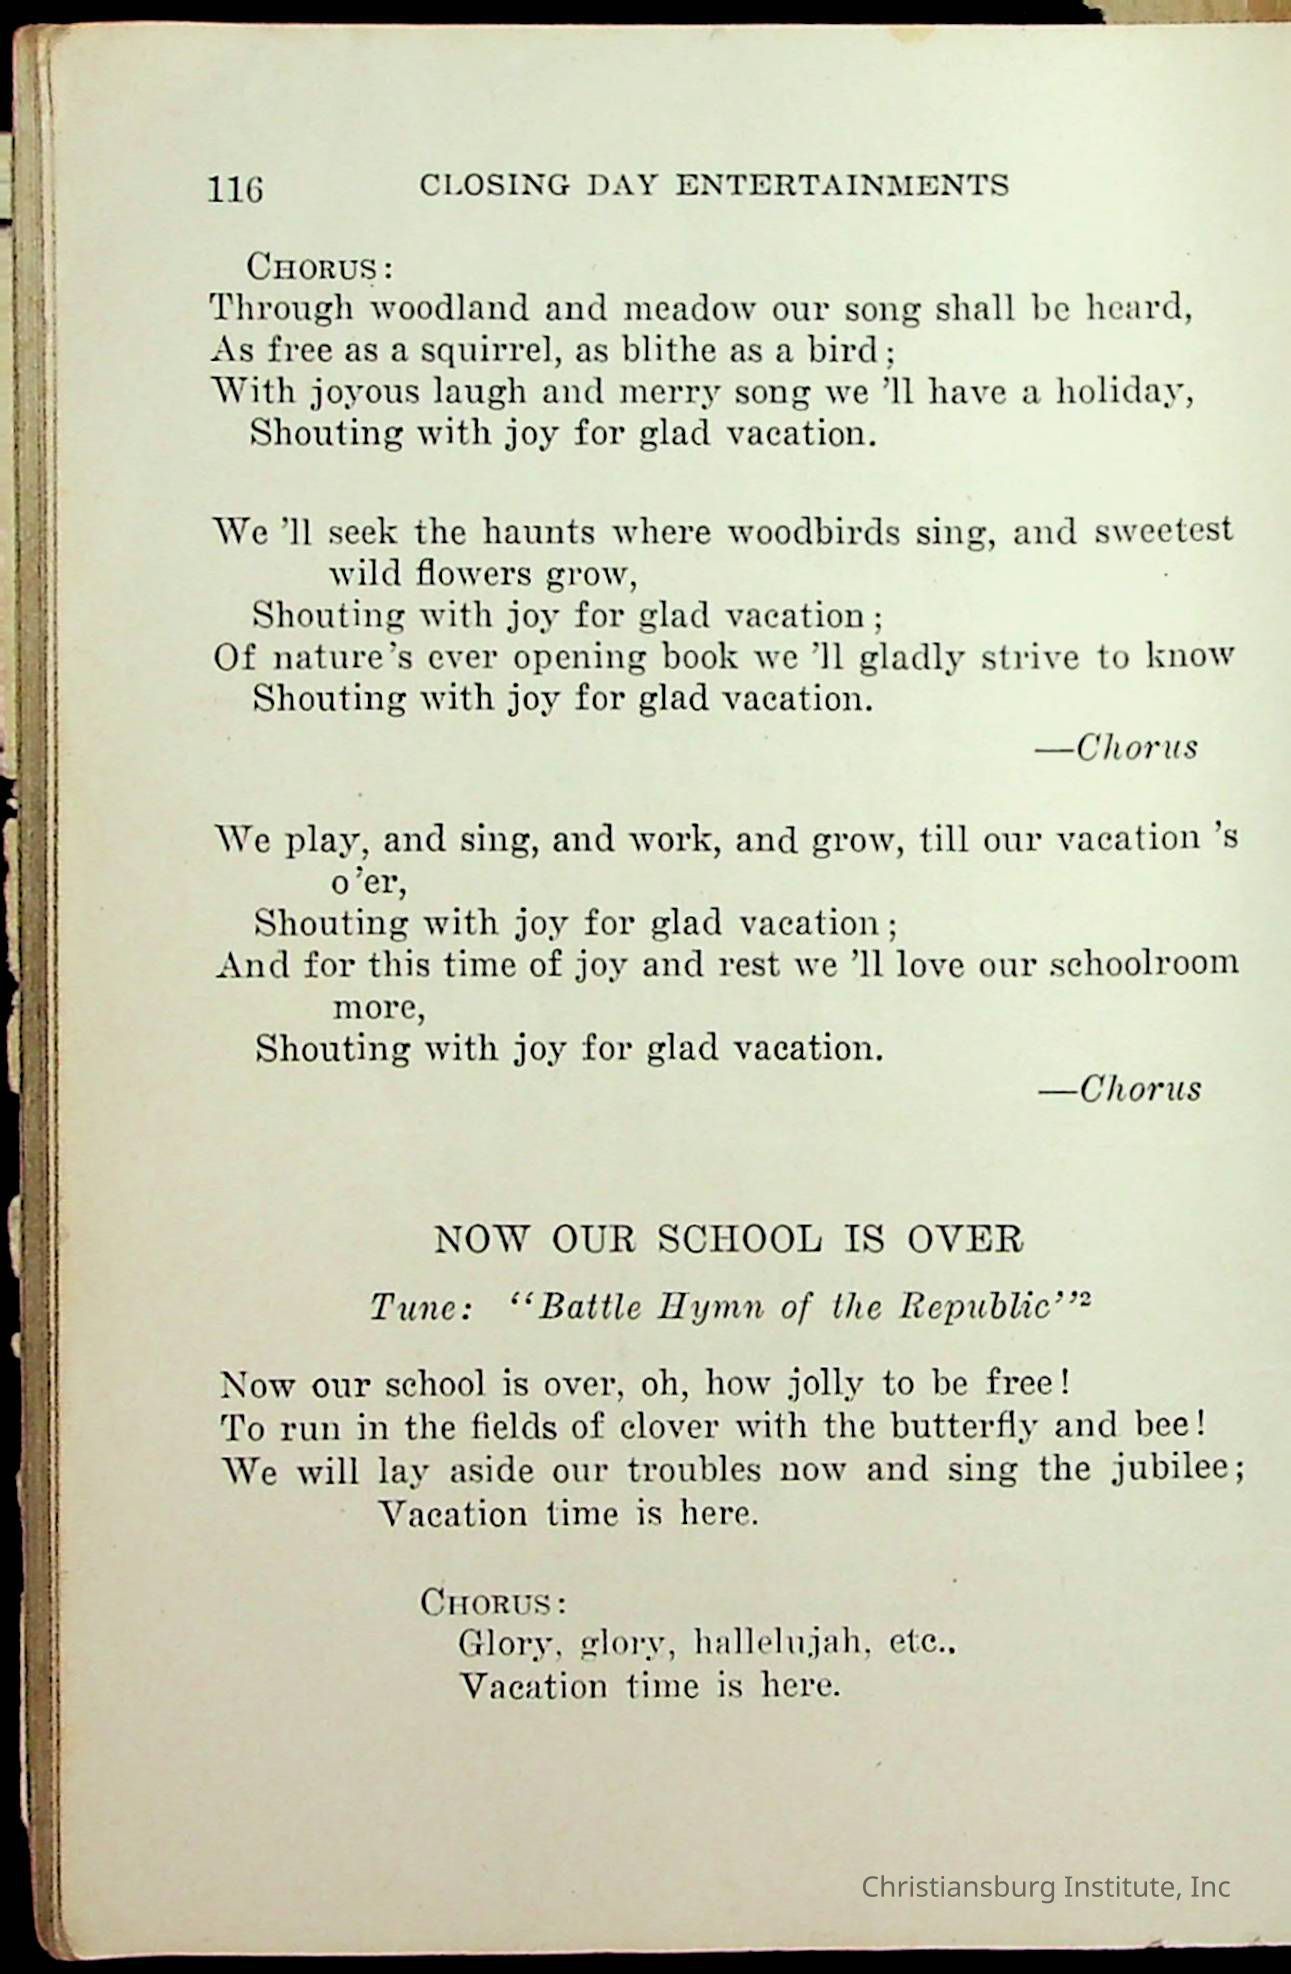 116 CLOSING DAY ENTERTAINMENTS
CHORUS:
Through woodland and meadow our song shall be heard,
As free as a squirrel, as blithe as a bird;
With joyous laugh and merry song we 'll have a holiday,
Shouting with joy for glad vacation.
We 'll seek the haunts where woodbirds sing, and sweetest
wild flowers grow,
Shouting with joy for glad vacation;
Of nature's ever opening book we 'll gladly strive to know
Shouting with joy for glad vacation.
—Chorus
We play, and sing, and work, and grow, till our vacation 's
o'er,
Shouting with joy for glad vacation;
And for this time of joy and rest we 'll love our schoolroom
more,
Shouting with joy for glad vacation.
—Chorus
NOW OUR SCHOOL IS OVER
Tune: "Battle Hymn of the Republic"²
Now our school is over, oh, how jolly to be free!
To run in the fields of clover with the butterfly and bee!
We will lay aside our troubles now and sing the jubilee;
Vacation time is here.
CHORUS:
Glory, glory, hallelujah, etc.,
Vacation time is here.
Christiansburg Institute, Inc